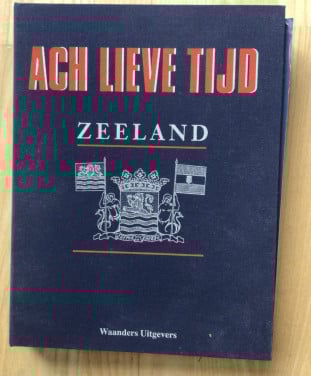 ACH LIEVE TIJD
ZEELAND
Waanders Uitgevers